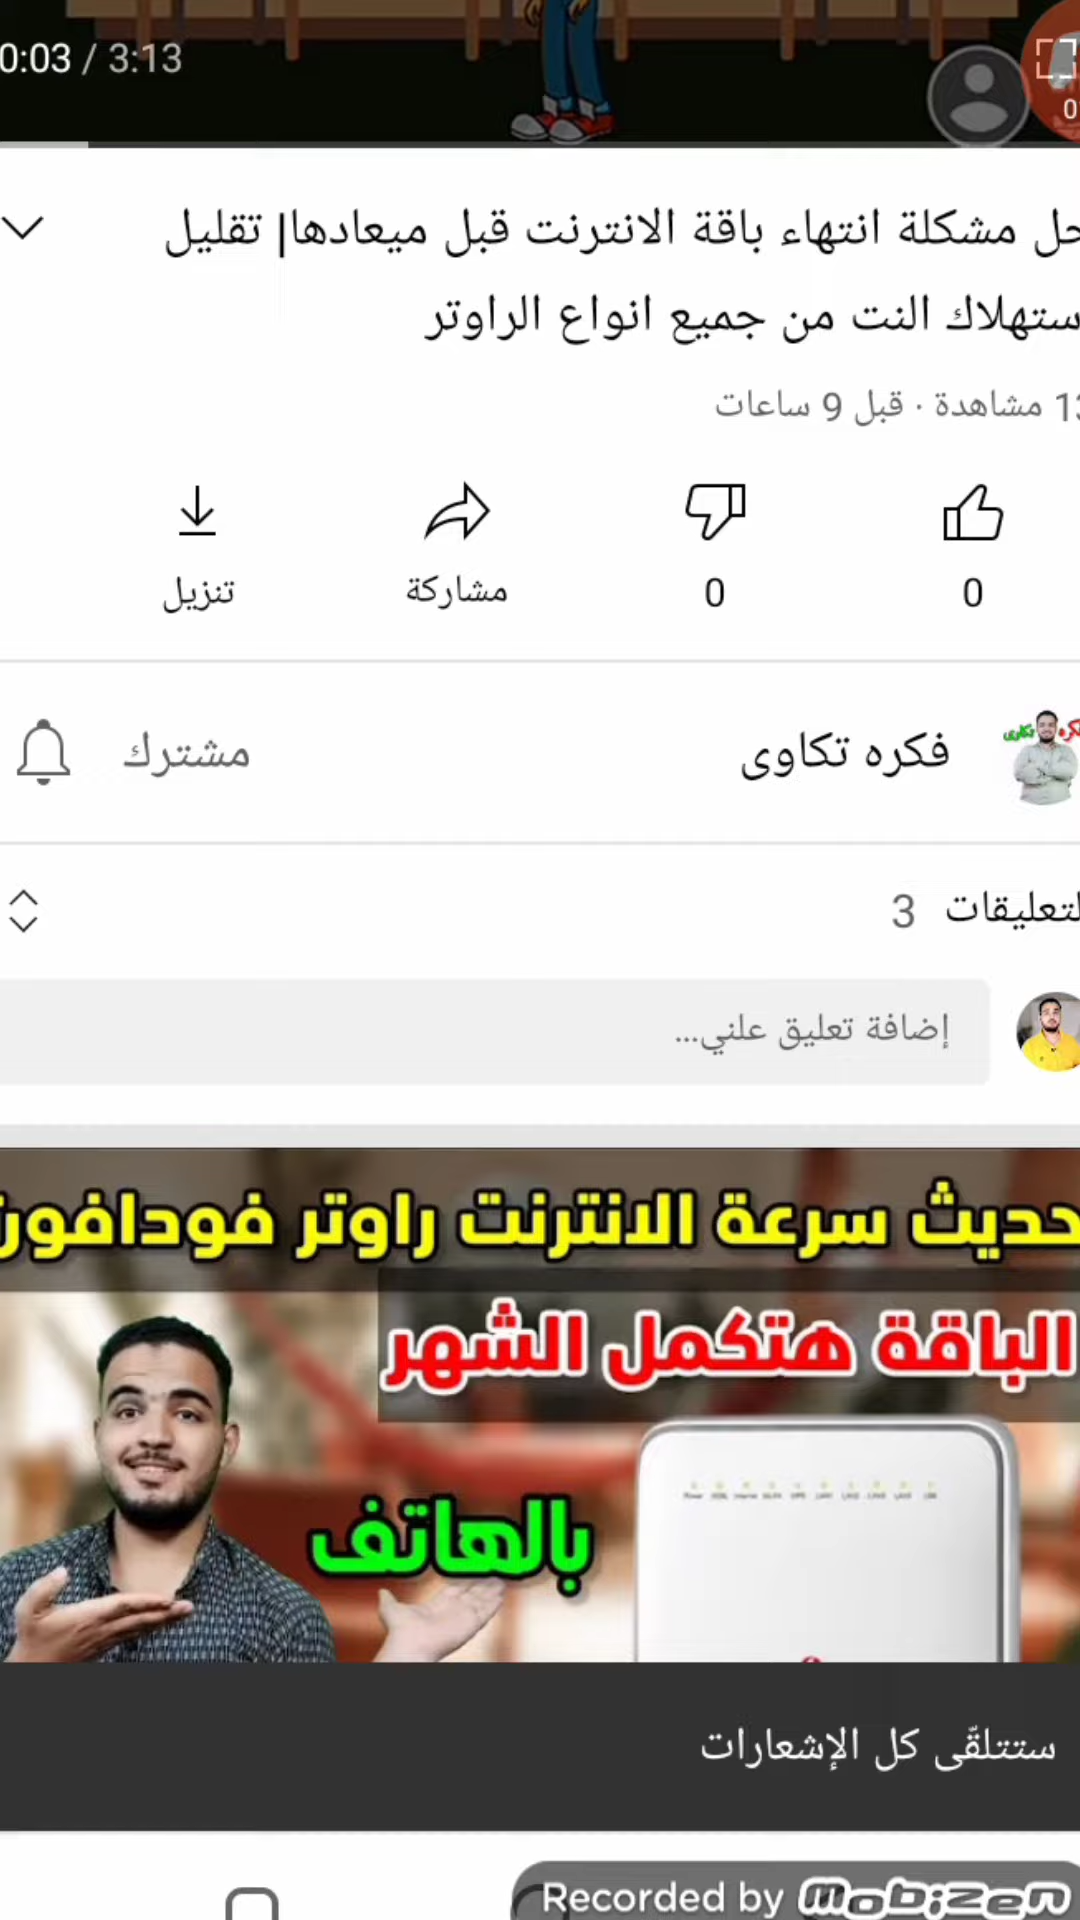 0:03 / 3:13
حل مشكلة انتهاء باقة الانترنت قبل ميعادها| تقليل
ستهلاك النت من جميع انواع الراوتر
13 مشاهدة · قبل 9 ساعات
0
0
مشاركة
تنزيل
فكره تكاوى
مشترك
لتعليقات 3
إضافة تعليق علني...
حديث سرعة الانترنت راوتر فودافون
الباقة هتكمل الشهر
بالهاتف
ستتلقّى كل الإشعارات
Recorded by mobizen